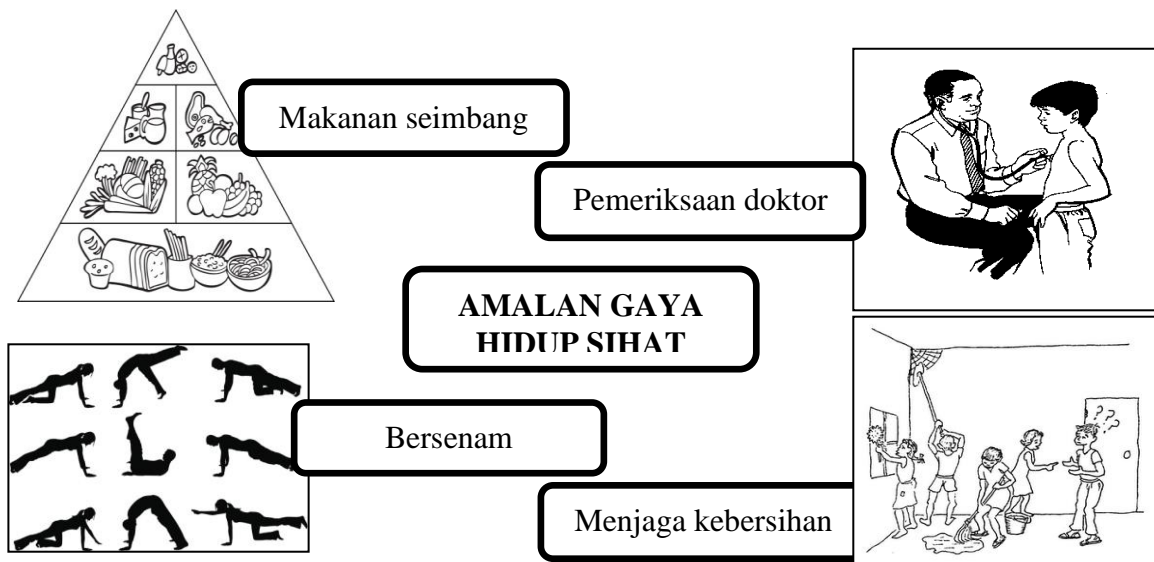 Makanan seimbang
Pemeriksaan doktor
AMALAN GAYA
HIDUP SIHAT
Bersenam
Menjaga kebersihan
???